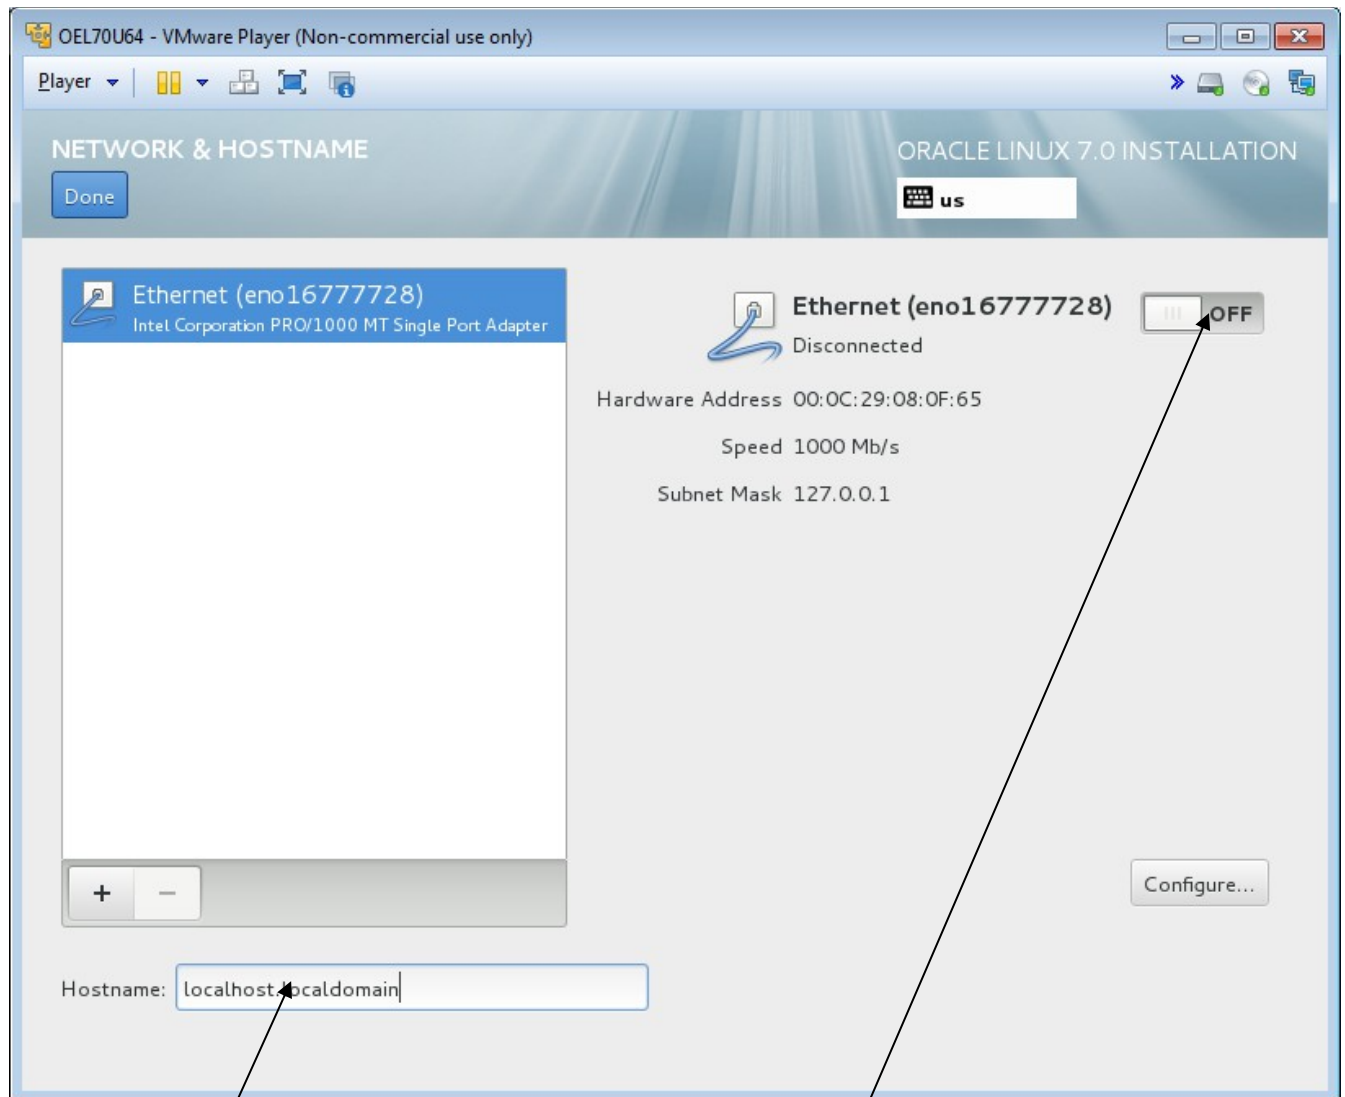 OEL70U64 - VMware Player (Non-commercial use only)
Player
NETWORK & HOSTNAME
ORACLE LINUX 7.0 INSTALLATION
Done
us
Ethernet (eno16777728)
Intel Corporation PRO/1000 MT Single Port Adapter
Ethernet (eno16777728)
OFF
Disconnected
Hardware Address 00:0C:29:08:0F:65
Speed 1000 Mb/s
Subnet Mask 127.0.0.1
+ −
Configure...
Hostname: localhost.localdomain